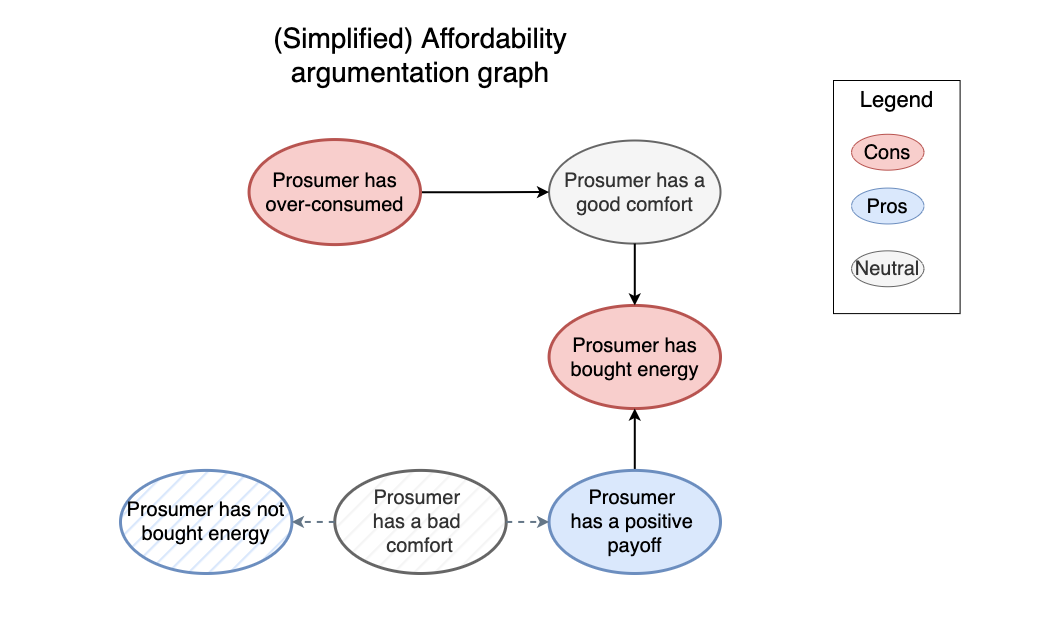 (Simplified) Affordability
argumentation graph
Legend
Cons
Pros
Neutral
Prosumer has
over-consumed
Prosumer has a
good comfort
Prosumer has
bought energy
Prosumer has not
bought energy
Prosumer
has a bad
comfort
Prosumer
has a positive
payoff